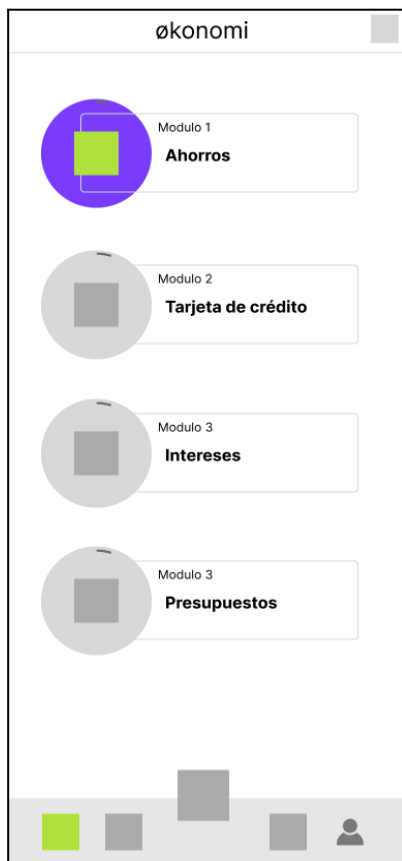 økonomi
Modulo 1
Ahorros
Modulo 2
Tarjeta de crédito
Modulo 3
Intereses
Modulo 3
Presupuestos